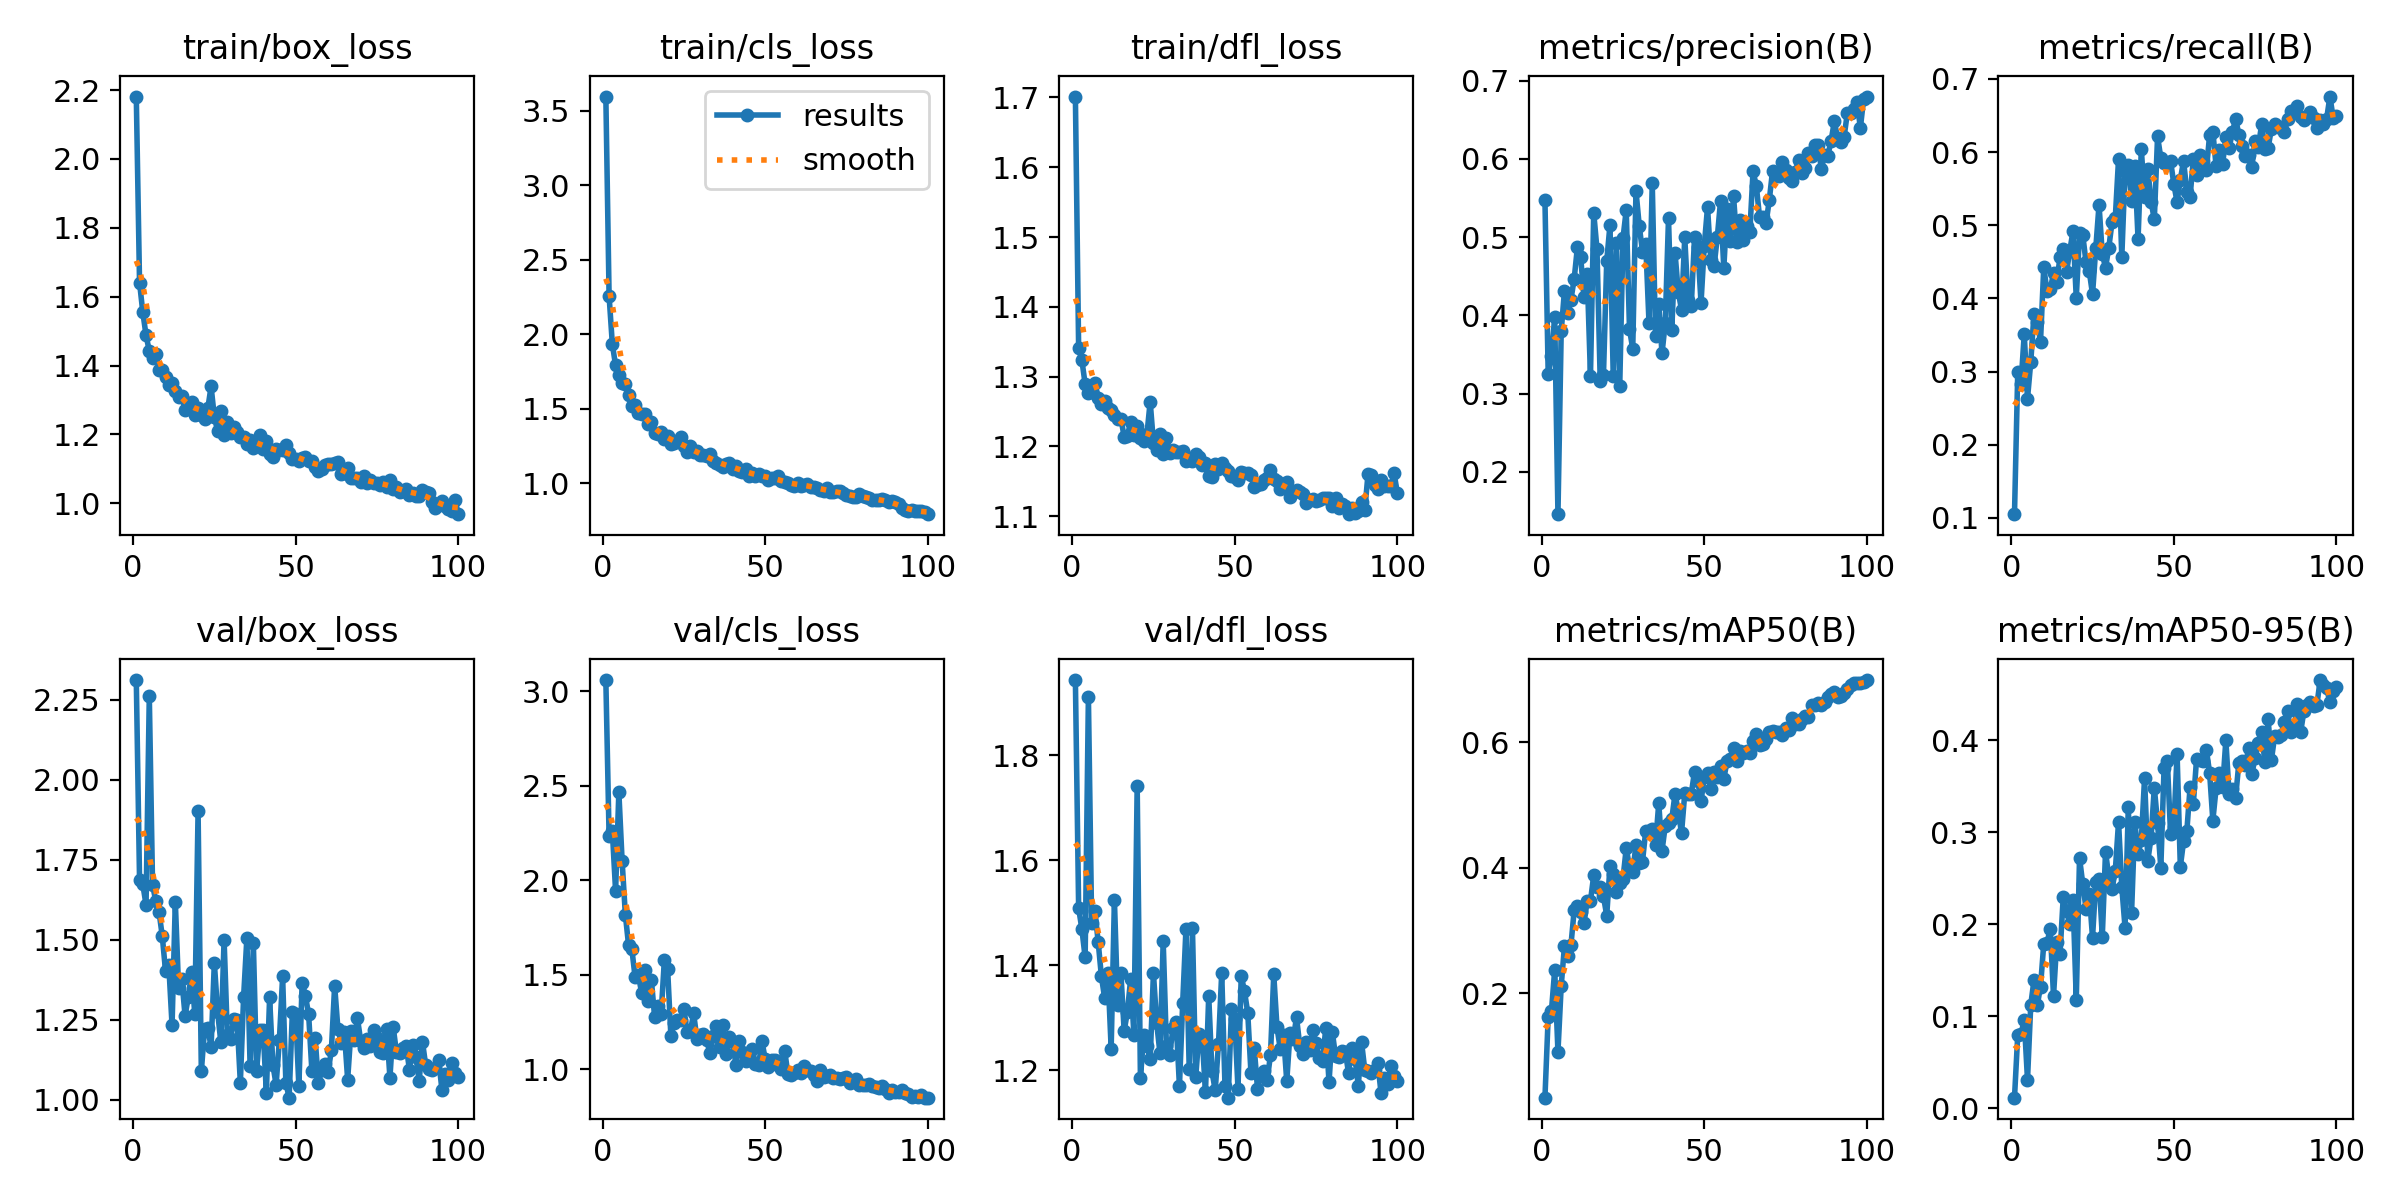 train/box_loss
2.2
2.0
1.8
1.6
1.4
1.2
1.0
0 50 100
train/cls_loss
results
smooth
3.5
3.0
2.5
2.0
1.5
1.0
0 50 100
train/dfl_loss
1.7
1.6
1.5
1.4
1.3
1.2
1.1
0 50 100
metrics/precision(B)
0.7
0.6
0.5
0.4
0.3
0.2
0 50 100
metrics/recall(B)
0.7
0.6
0.5
0.4
0.3
0.2
0.1
0 50 100
val/box_loss
2.25
2.00
1.75
1.50
1.25
1.00
0 50 100
val/cls_loss
3.0
2.5
2.0
1.5
1.0
0 50 100
val/dfl_loss
1.8
1.6
1.4
1.2
0 50 100
metrics/mAP50(B)
0.6
0.4
0.2
0 50 100
metrics/mAP50-95(B)
0.4
0.3
0.2
0.1
0.0
0 50 100